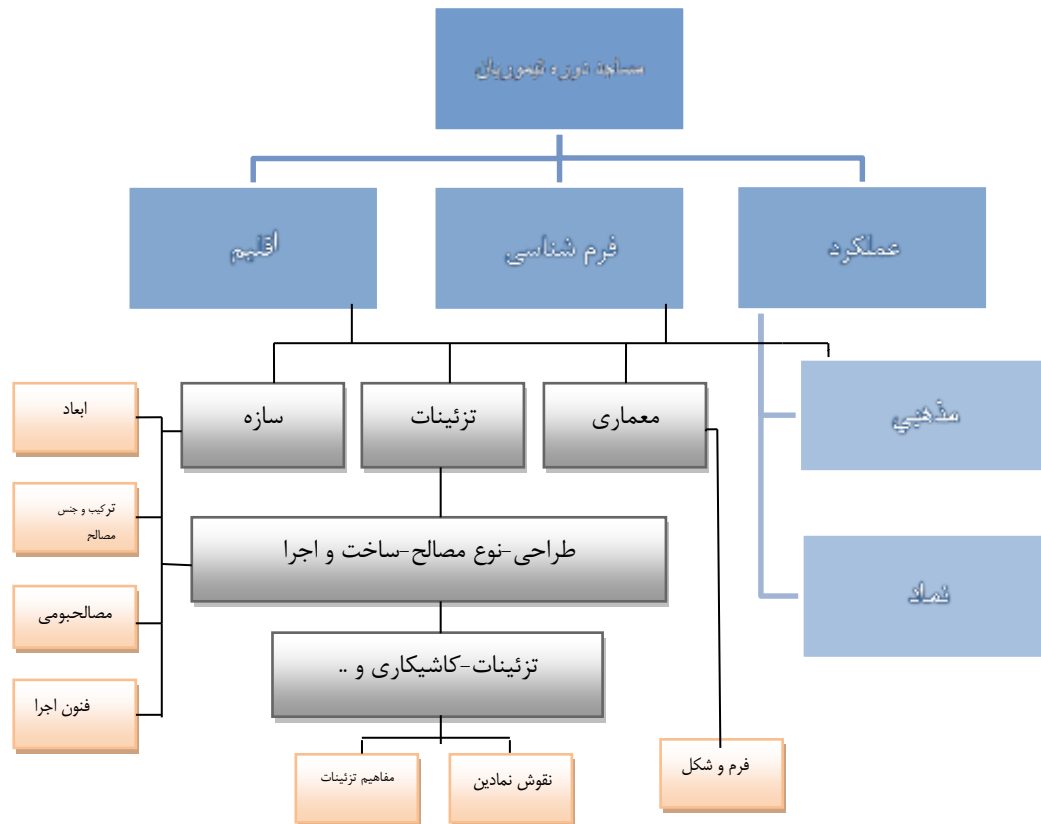 مساجد دوره تیموریان
عملکرد
فرم شناسی
اقلیم
مذهبي
نماد
معماری
تزئینات
سازه
ابعاد
ترکیب و جنس
مصالح
مصالحبومی
فنون اجرا
طراحی-نوع مصالح-ساخت و اجرا
تزئینات-کاشیکاری و ..
فرم و شکل
نقوش نمادین
مفاهیم تزئینات